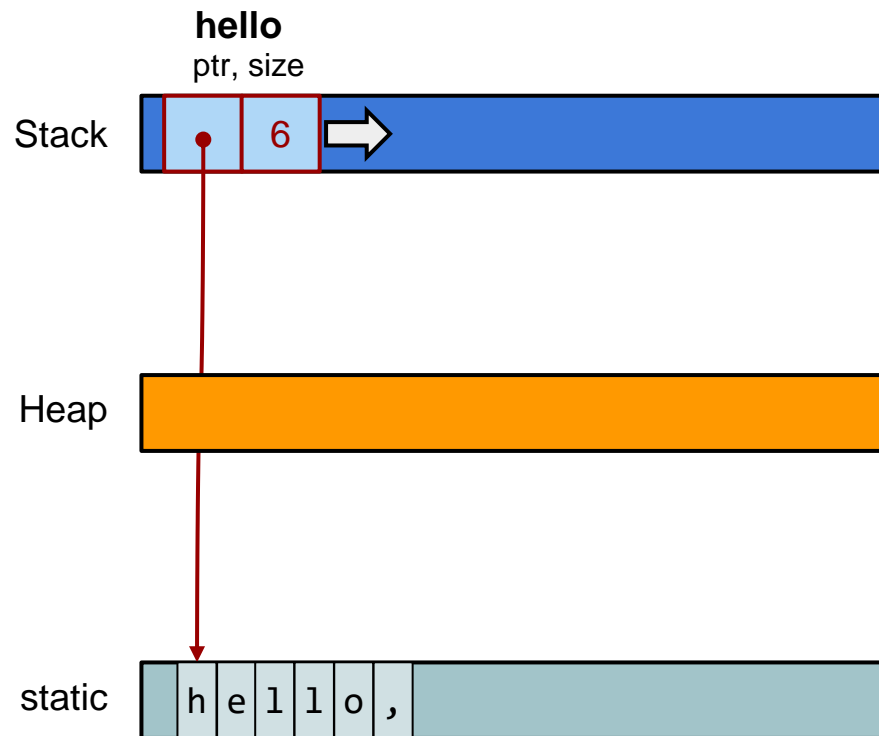 hello
ptr, size
Stack 6
Heap
static h e l l o ,